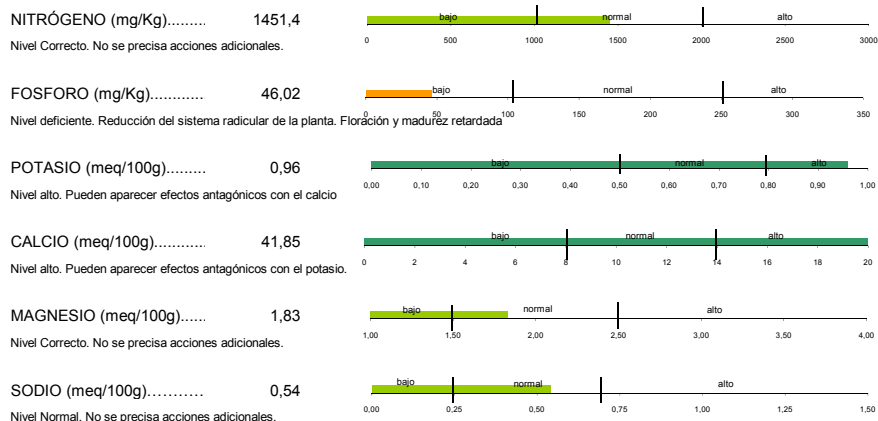 NITRÓGENO (mg/Kg)......... 1451,4
bajo normal alto
0 500 1000 1500 2000 2500 3000
Nivel Correcto. No se precisa acciones adicionales.
FOSFORO (mg/Kg)............ 46,02
bajo normal alto
0 50 100 150 200 250 300 350
Nivel deficiente. Reducción del sistema radicular de la planta. Floración y madurez retardada
POTASIO (meq/100g)......... 0,96
bajo normal alto
0,00 0,10 0,20 0,30 0,40 0,50 0,60 0,70 0,80 0,90 1,00
Nivel alto. Pueden aparecer efectos antagónicos con el calcio
CALCIO (meq/100g)............ 41,85
bajo normal alto
0 2 4 6 8 10 12 14 16 18 20
Nivel alto. Pueden aparecer efectos antagónicos con el potasio.
MAGNESIO (meq/100g)...... 1,83
bajo normal alto
1,00 1,50 2,00 2,50 3,00 3,50 4,00
Nivel Correcto. No se precisa acciones adicionales.
SODIO (meq/100g)........... 0,54
bajo normal alto
0,00 0,25 0,50 0,75 1,00 1,25 1,50
Nivel Normal. No se precisa acciones adicionales.